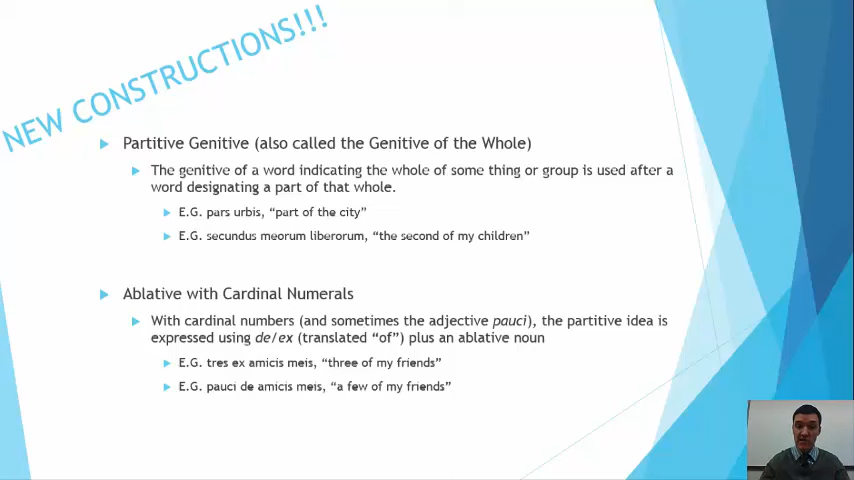 NEW CONSTRUCTIONS!!!
Partitive Genitive (also called the Genitive of the Whole)
The genitive of a word indicating the whole of some thing or group is used after a
word designating a part of that whole.
E.G. pars urbis, “part of the city”
E.G. secundus meorum liberorum, “the second of my children”
Ablative with Cardinal Numerals
With cardinal numbers (and sometimes the adjective pauci), the partitive idea is
expressed using de/ex (translated “of”) plus an ablative noun
E.G. tres ex amicis meis, “three of my friends”
E.G. pauci de amicis meis, “a few of my friends”